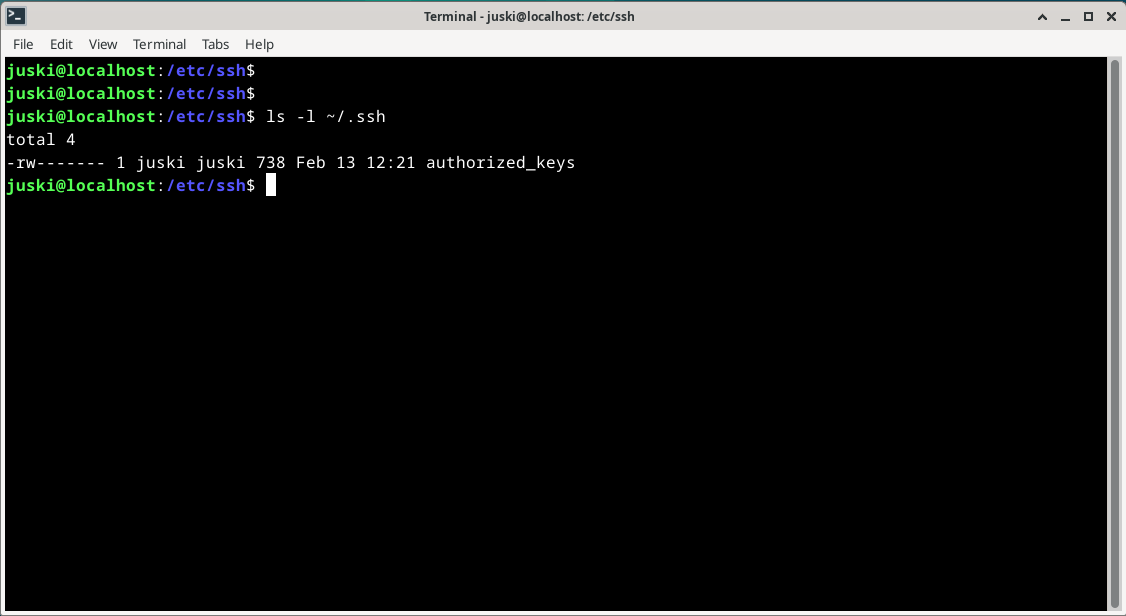 Terminal - juski@localhost: /etc/ssh
File Edit View Terminal Tabs Help
juski@localhost:/etc/ssh$
juski@localhost:/etc/ssh$
juski@localhost:/etc/ssh$ ls -l ~/.ssh
total 4
-rw------- 1 juski juski 738 Feb 13 12:21 authorized_keys
juski@localhost:/etc/ssh$